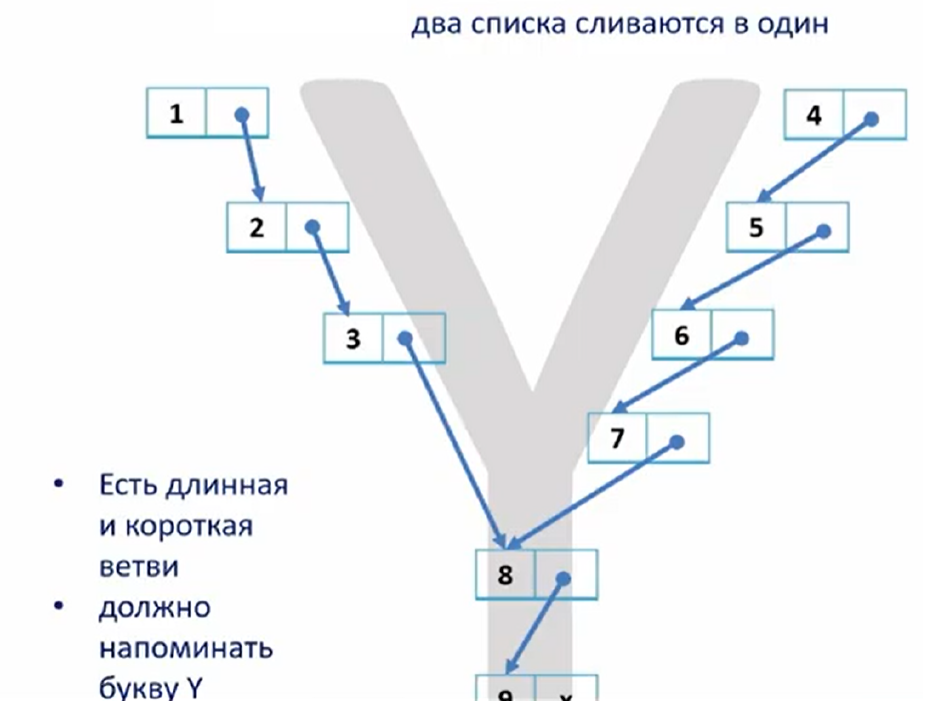 два списка сливаются в один
1
4
2
5
3
6
7
• Есть длинная
и короткая
ветви
8
• должно
напоминать
букву Y
9 x